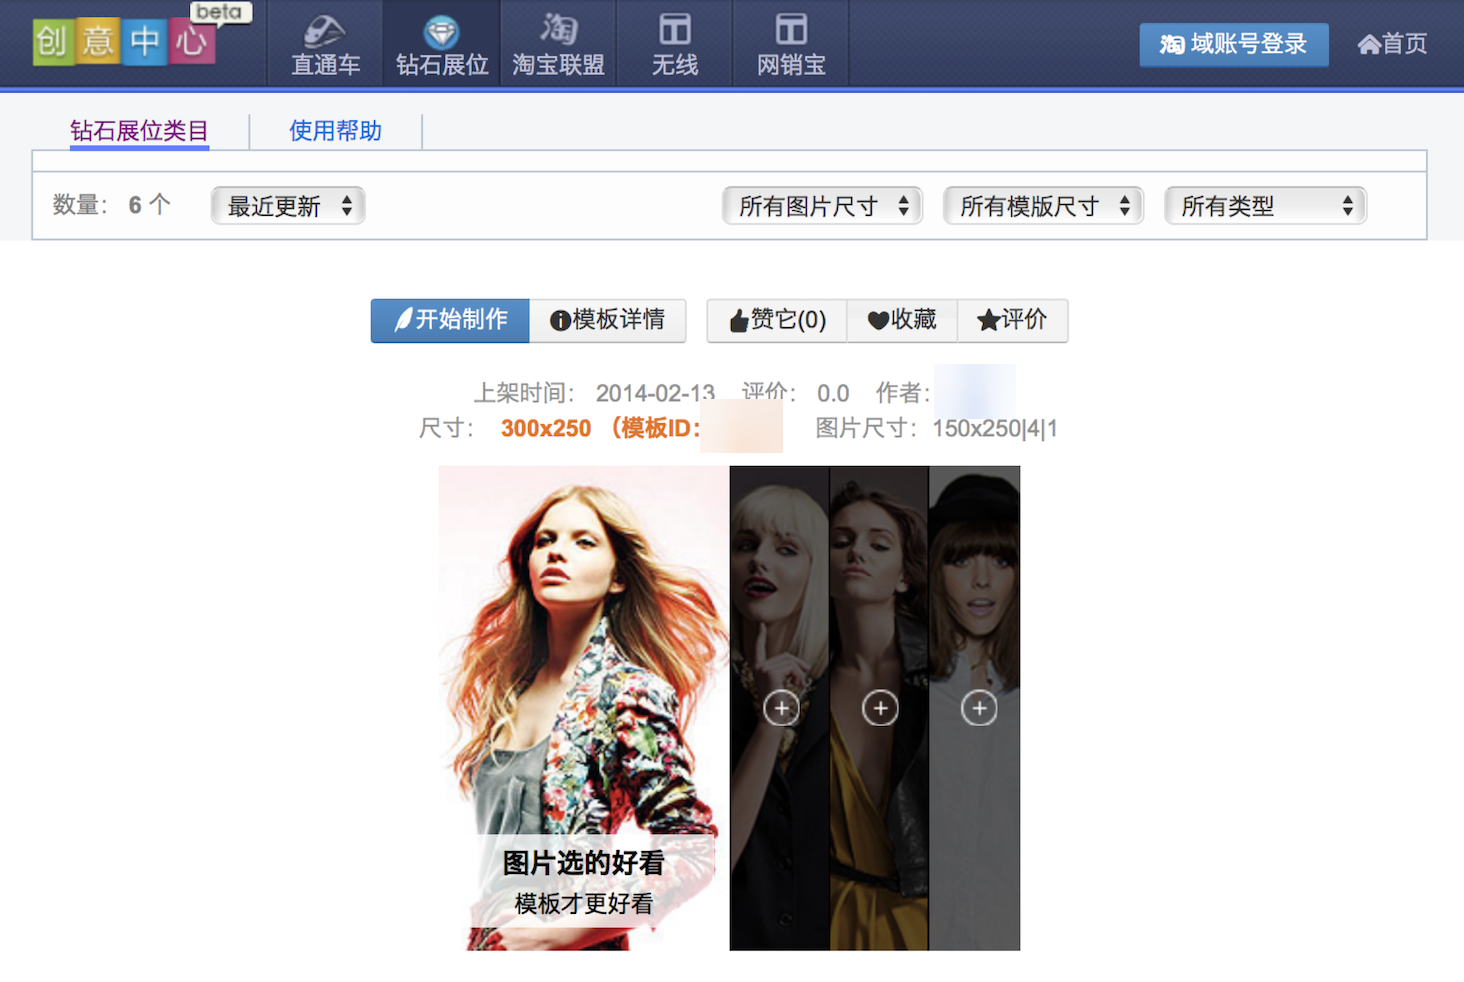 创意中心 beta
直通车 钻石展位 淘宝联盟 无线 网销宝 淘 域账号登录 首页
钻石展位类目 使用帮助
数量： 6 个 最近更新 所有图片尺寸 所有模版尺寸 所有类型
开始制作 模板详情 赞它(0) 收藏 评价
上架时间： 2014-02-13 评价： 0.0 作者：
尺寸： 300x250 （模板ID： 图片尺寸：150x250|4|1
图片选的好看
模板才更好看